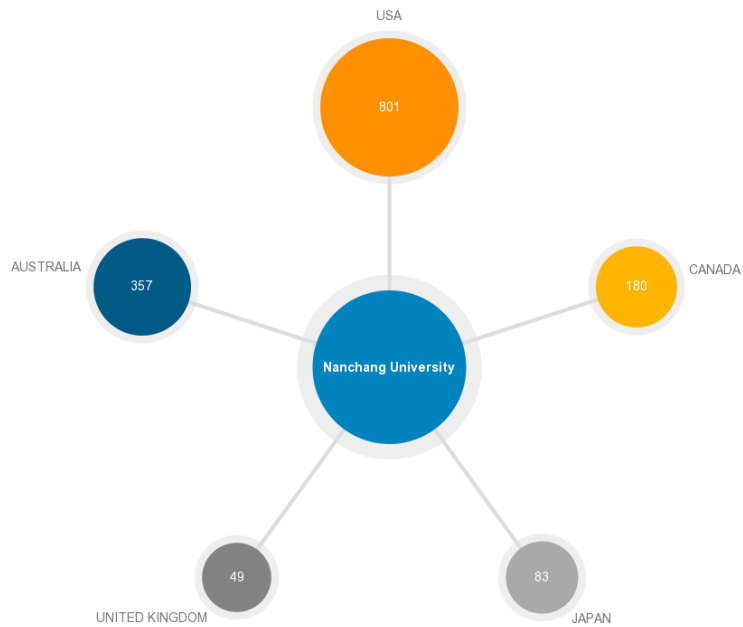 USA
801
AUSTRALIA
357
CANADA
180
Nanchang University
49
UNITED KINGDOM
83
JAPAN